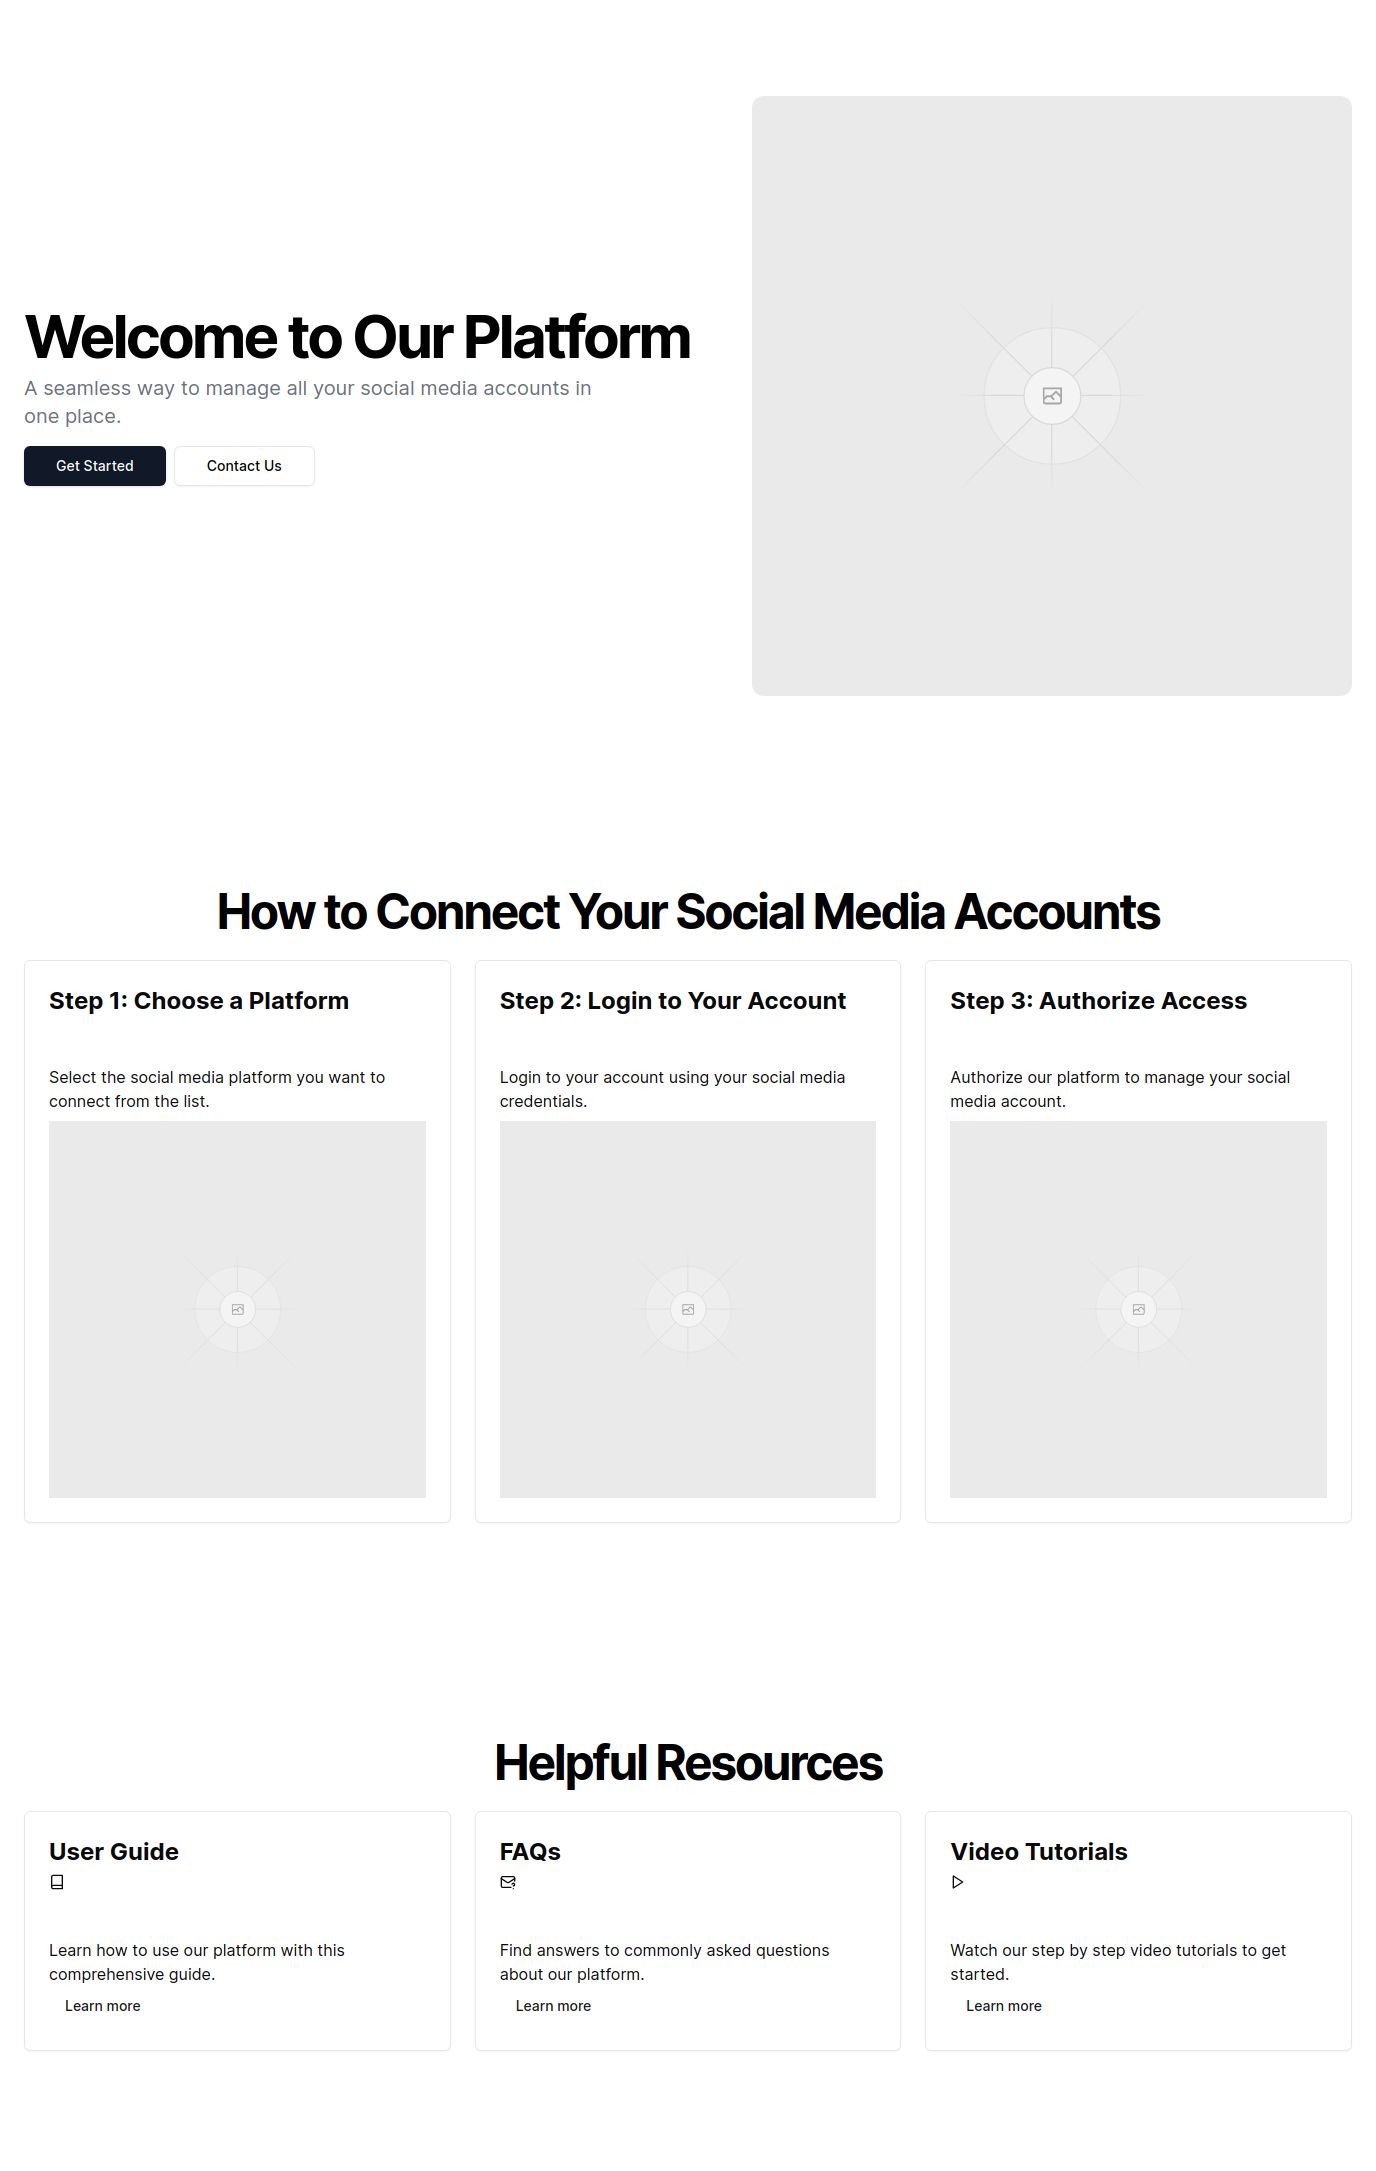 Welcome to Our Platform
A seamless way to manage all your social media accounts in
one place.
Get Started
Contact Us
How to Connect Your Social Media Accounts
Step 1: Choose a Platform
Select the social media platform you want to
connect from the list.
Step 2: Login to Your Account
Login to your account using your social media
credentials.
Step 3: Authorize Access
Authorize our platform to manage your social
media account.
Helpful Resources
User Guide
Learn how to use our platform with this
comprehensive guide.
Learn more
FAQs
Find answers to commonly asked questions
about our platform.
Learn more
Video Tutorials
Watch our step by step video tutorials to get
started.
Learn more